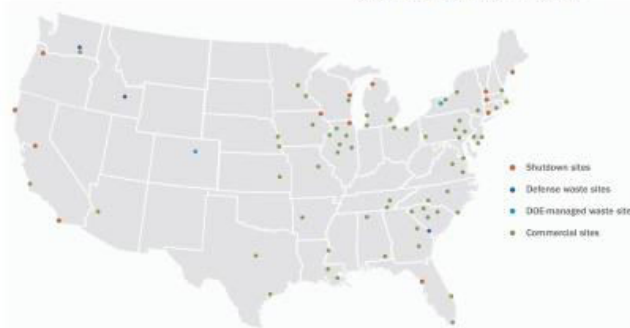 Shutdown sites
Defense waste sites
DOE-managed waste site
Commercial sites